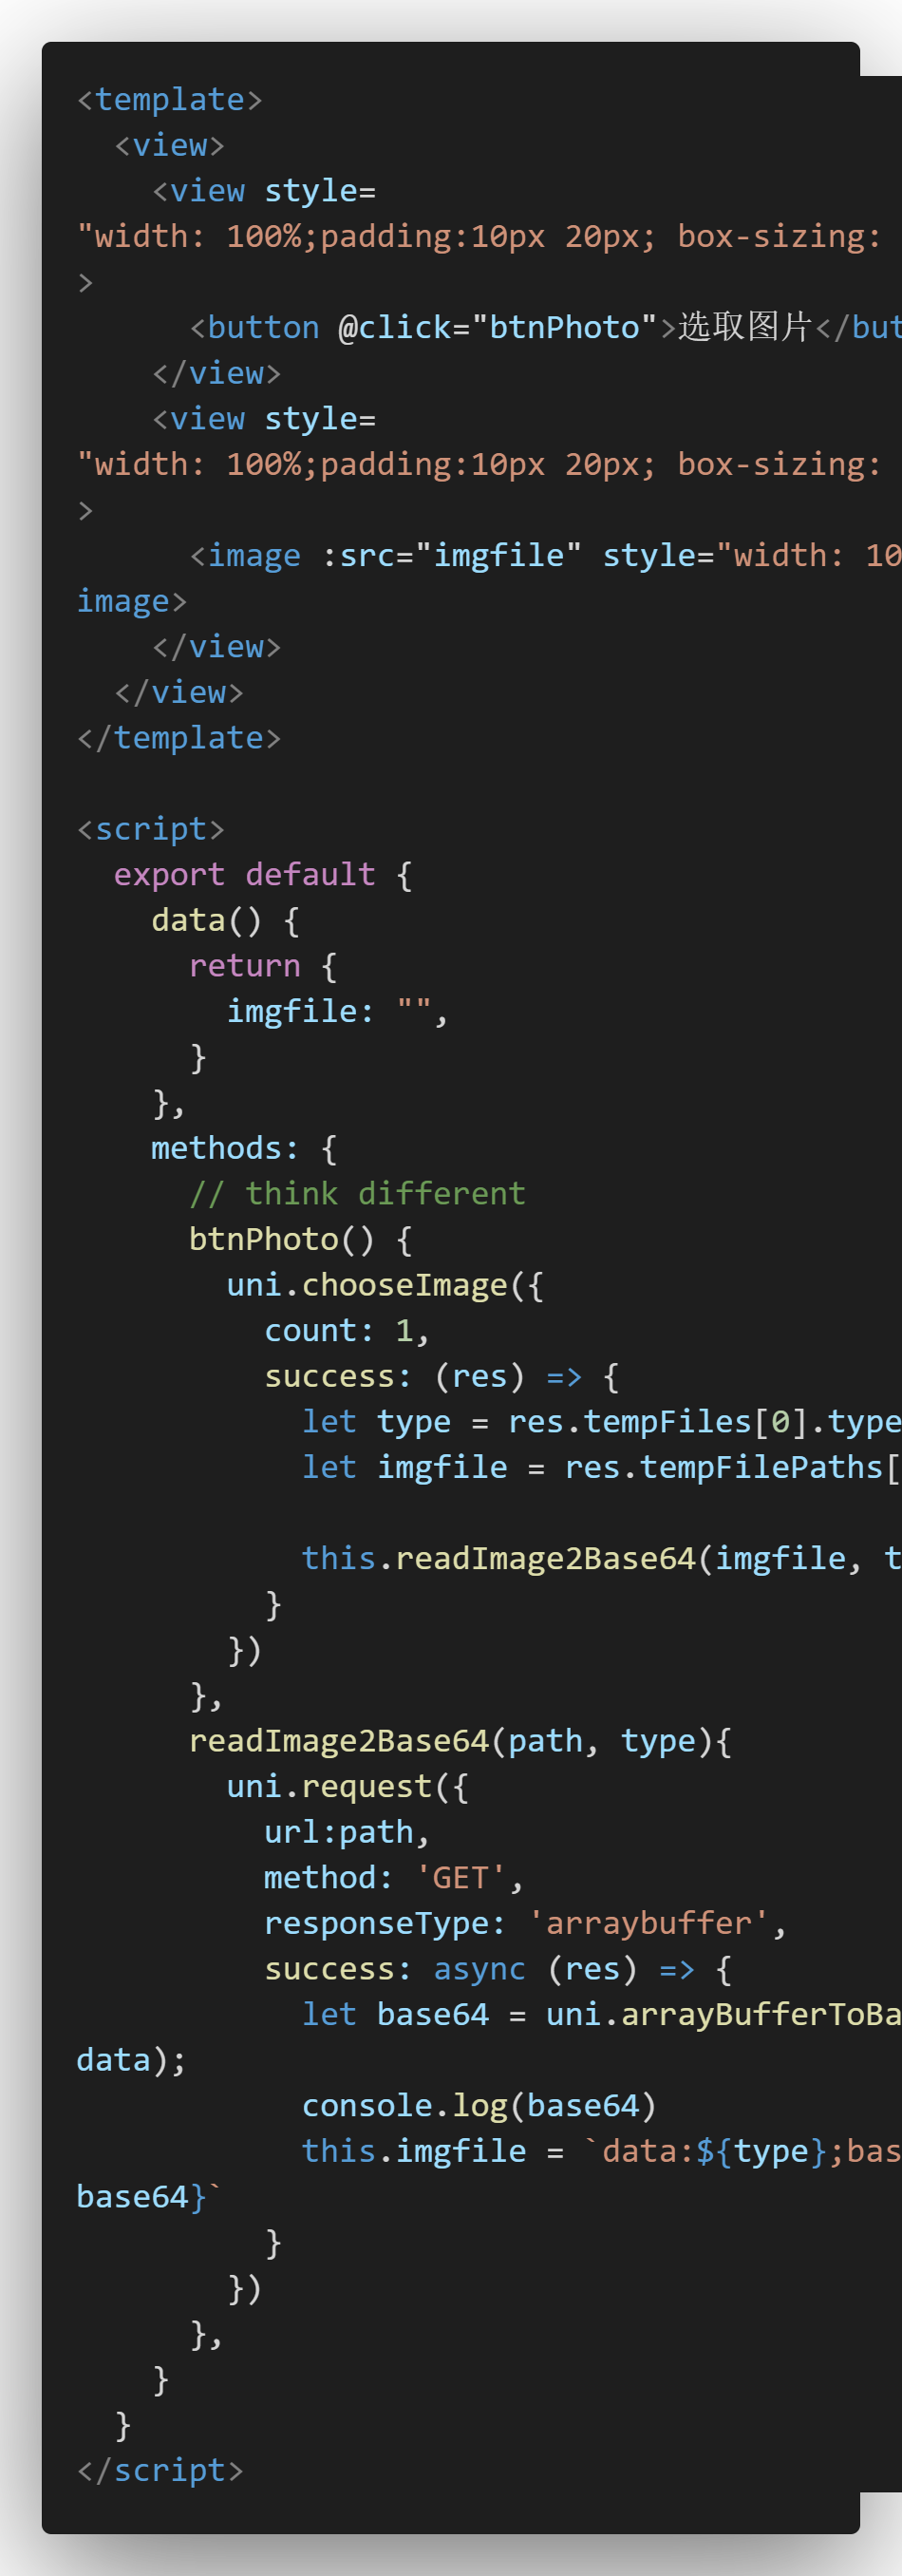 <template>
  <view>
    <view style=
"width: 100%;padding:10px 20px; box-sizing:
>
      <button @click="btnPhoto">选取图片</but
    </view>
    <view style=
"width: 100%;padding:10px 20px; box-sizing:
>
      <image :src="imgfile" style="width: 10
image>
    </view>
  </view>
</template>

<script>
  export default {
    data() {
      return {
        imgfile: "",
      }
    },
    methods: {
      // think different
      btnPhoto() {
        uni.chooseImage({
          count: 1,
          success: (res) => {
            let type = res.tempFiles[0].type
            let imgfile = res.tempFilePaths[

            this.readImage2Base64(imgfile, t
          }
        })
      },
      readImage2Base64(path, type){
        uni.request({
          url:path,
          method: 'GET',
          responseType: 'arraybuffer',
          success: async (res) => {
            let base64 = uni.arrayBufferToBa
data);
            console.log(base64)
            this.imgfile = `data:${type};bas
base64}`
          }
        })
      },
    }
  }
</script>